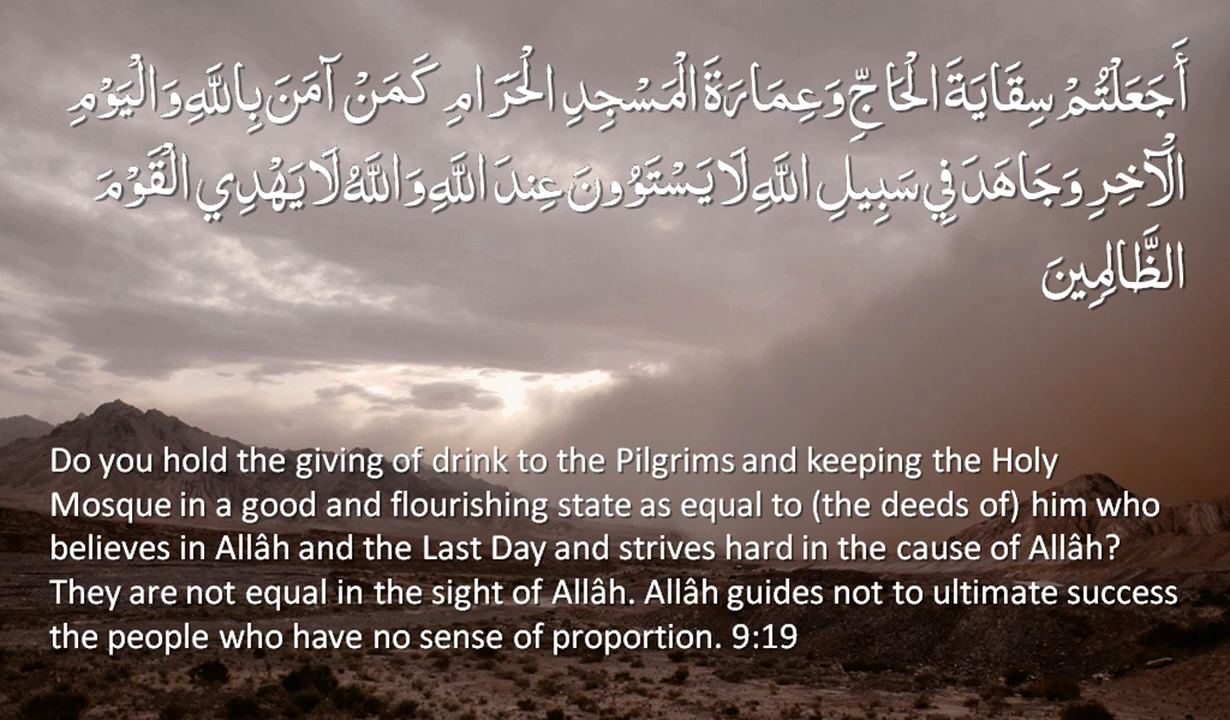 أَجَعَلْتُمْ سِقَايَةَ الْحَاجِّ وَعِمَارَةَ الْمَسْجِدِ الْحَرَامِ كَمَنْ آمَنَ بِاللَّهِ وَالْيَوْمِ
الْآخِرِ وَجَاهَدَ فِي سَبِيلِ اللَّهِ لَا يَسْتَوُونَ عِندَ اللَّهِ وَاللَّهُ لَا يَهْدِي الْقَوْمَ
الظَّالِمِينَ
Do you hold the giving of drink to the Pilgrims and keeping the Holy
Mosque in a good and flourishing state as equal to (the deeds of) him who
believes in Allâh and the Last Day and strives hard in the cause of Allâh?
They are not equal in the sight of Allâh. Allâh guides not to ultimate success
the people who have no sense of proportion. 9:19